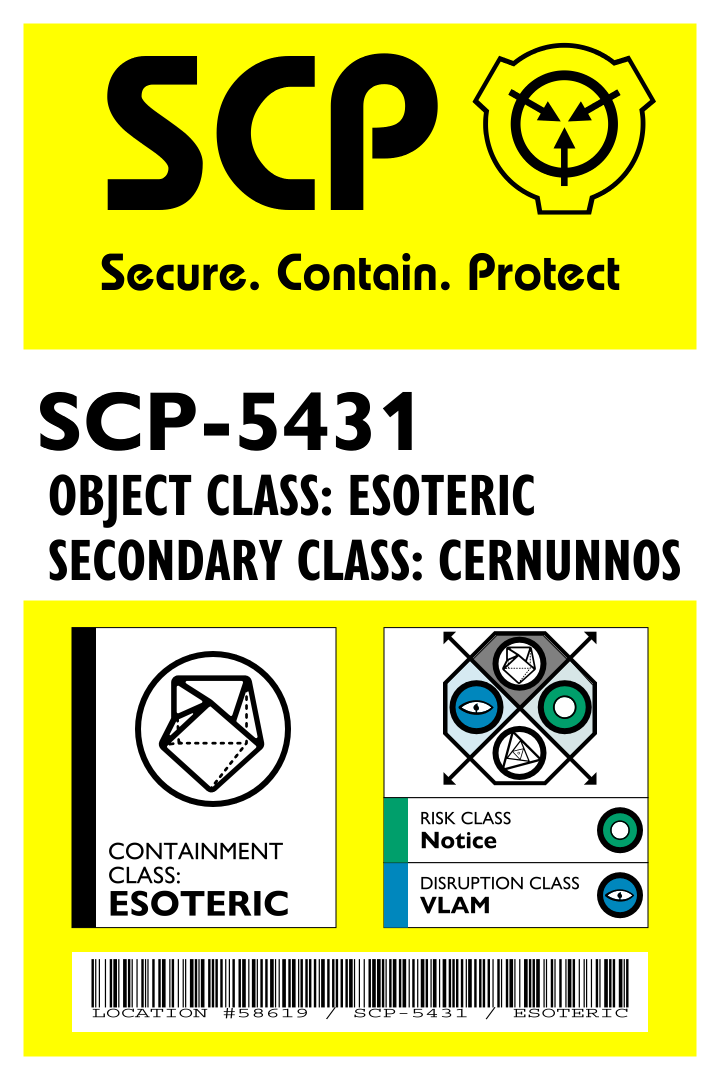 SCP
Secure. Contain. Protect
SCP-5431
OBJECT CLASS: ESOTERIC
SECONDARY CLASS: CERNUNNOS
CONTAINMENT
CLASS:
ESOTERIC
RISK CLASS
Notice
DISRUPTION CLASS
VLAM
LOCATION #58619 / SCP-5431 / ESOTERIC